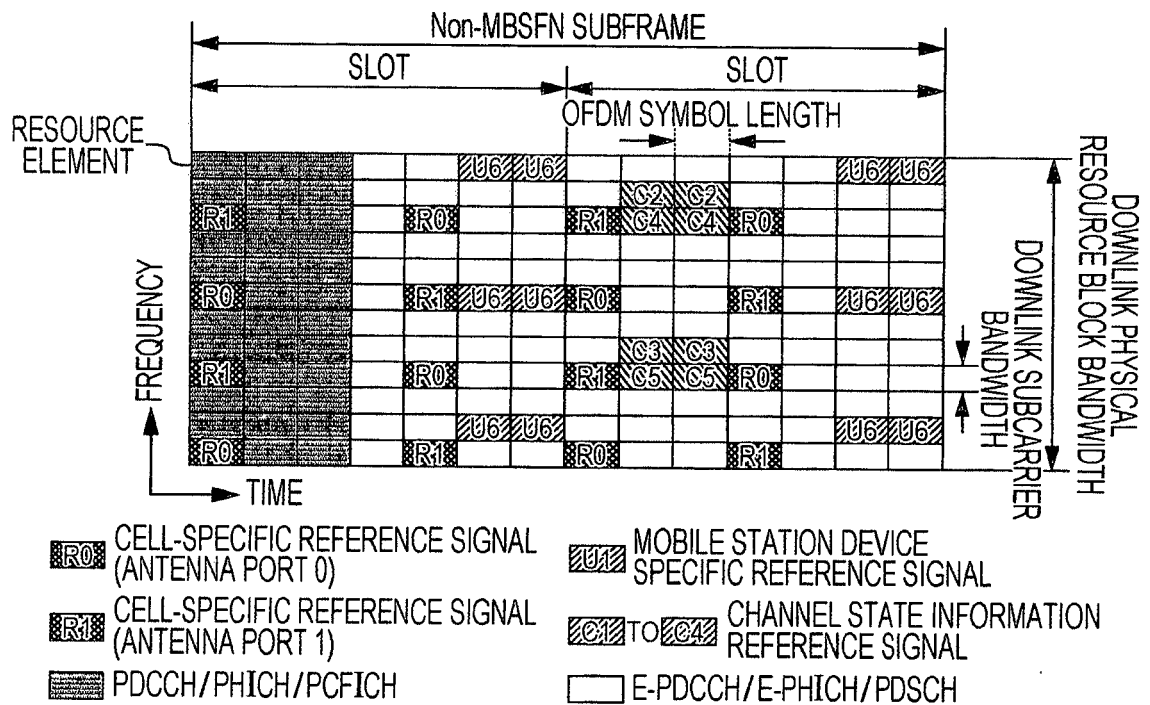 Non-MBSFN SUBFRAME
SLOT
SLOT
OFDM SYMBOL LENGTH
RESOURCE
ELEMENT
U6 U6 U6 U6
C2 C2
R1 R0 R1 C4 C4 R0
R0 R1 U6 U6 R0 R1 U6 U6
C3 C3
R1 R0 R1 C5 C5 R0
U6 U6 U6 U6
R0 R1 R0 R1
FREQUENCY
TIME
DOWNLINK SUBCARRIER
BANDWIDTH
DOWNLINK PHYSICAL
RESOURCE BLOCK BANDWIDTH
R0 CELL-SPECIFIC REFERENCE SIGNAL
(ANTENNA PORT 0)
R1 CELL-SPECIFIC REFERENCE SIGNAL
(ANTENNA PORT 1)
PDCCH/PHICH/PCFICH
U1 MOBILE STATION DEVICE
SPECIFIC REFERENCE SIGNAL
C1 TO C4 CHANNEL STATE INFORMATION
REFERENCE SIGNAL
E-PDCCH/E-PHICH/PDSCH